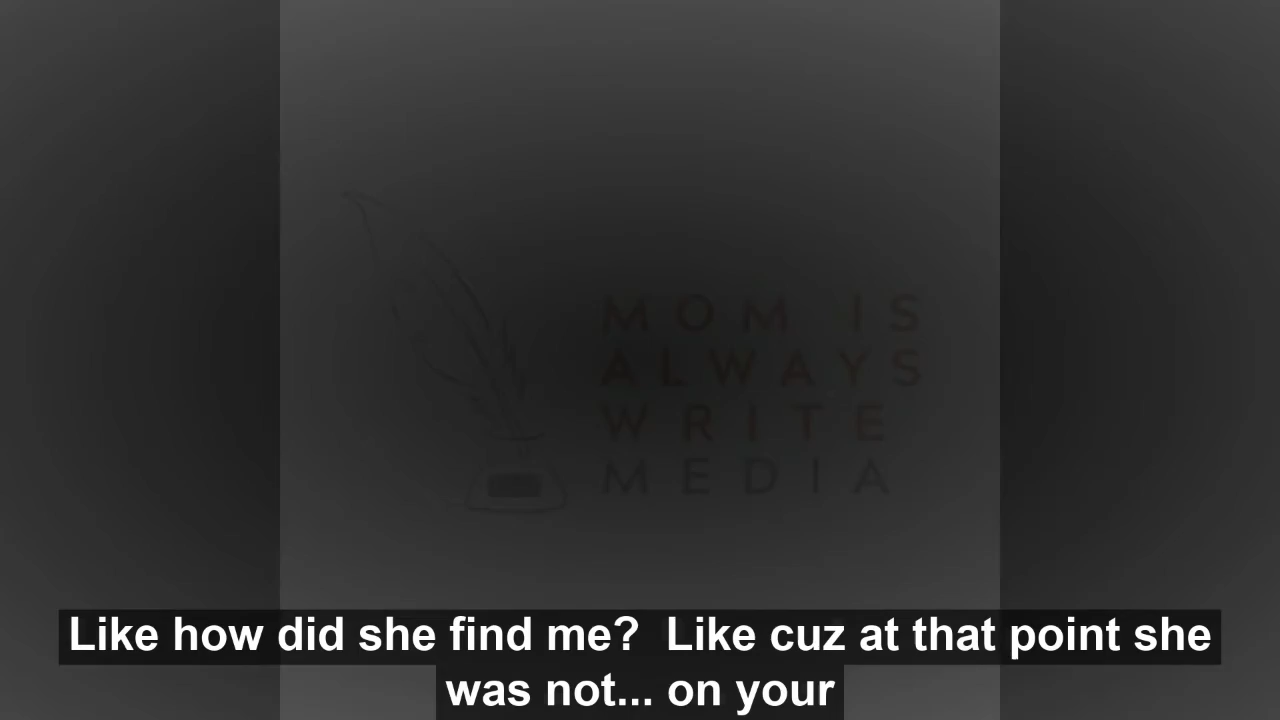 MOM IS
ALWAYS
WRITE
MEDIA
Like how did she find me?  Like cuz at that point she
was not... on your